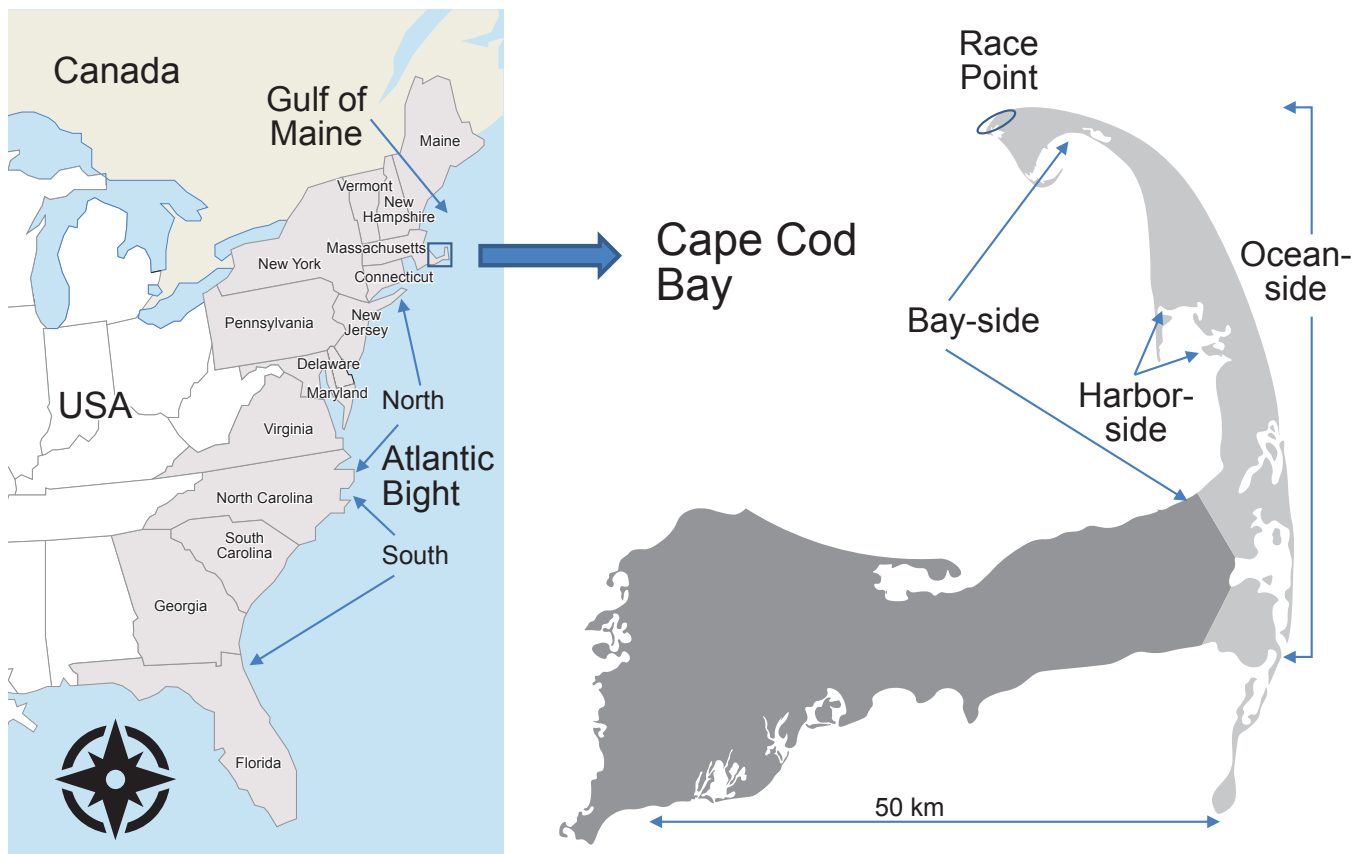 Canada
Gulf of
Maine
Maine
Vermont
New
Hampshire
Massachusetts
New York
Connecticut
Pennsylvania
New
Jersey
Delaware
Maryland
USA
North
Virginia
Atlantic
Bight
North Carolina
South
Carolina
South
Georgia
Florida
Race
Point
Cape Cod
Bay
Ocean-
side
Bay-side
Harbor-
side
50 km